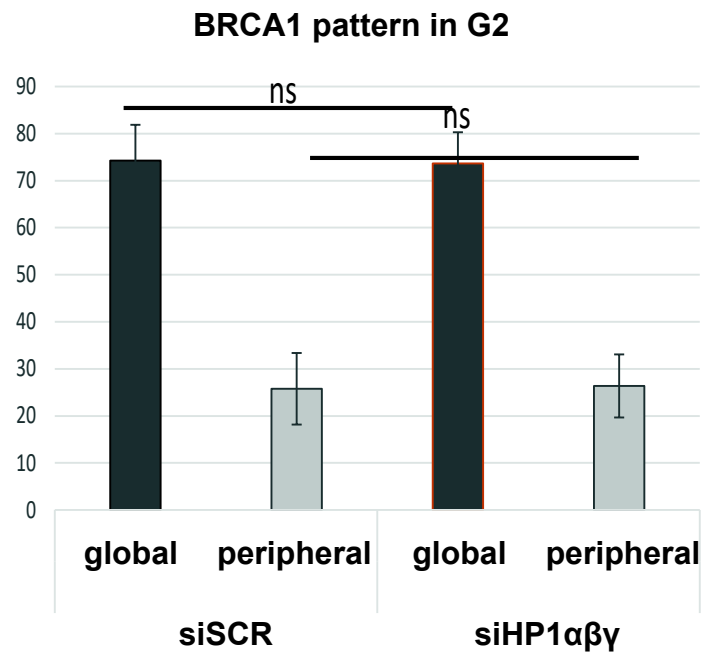 BRCA1 pattern in G2
90
ns
80
ns
70
60
50
40
30
20
10
0
global peripheral global peripheral
siSCR siHP1αβγ